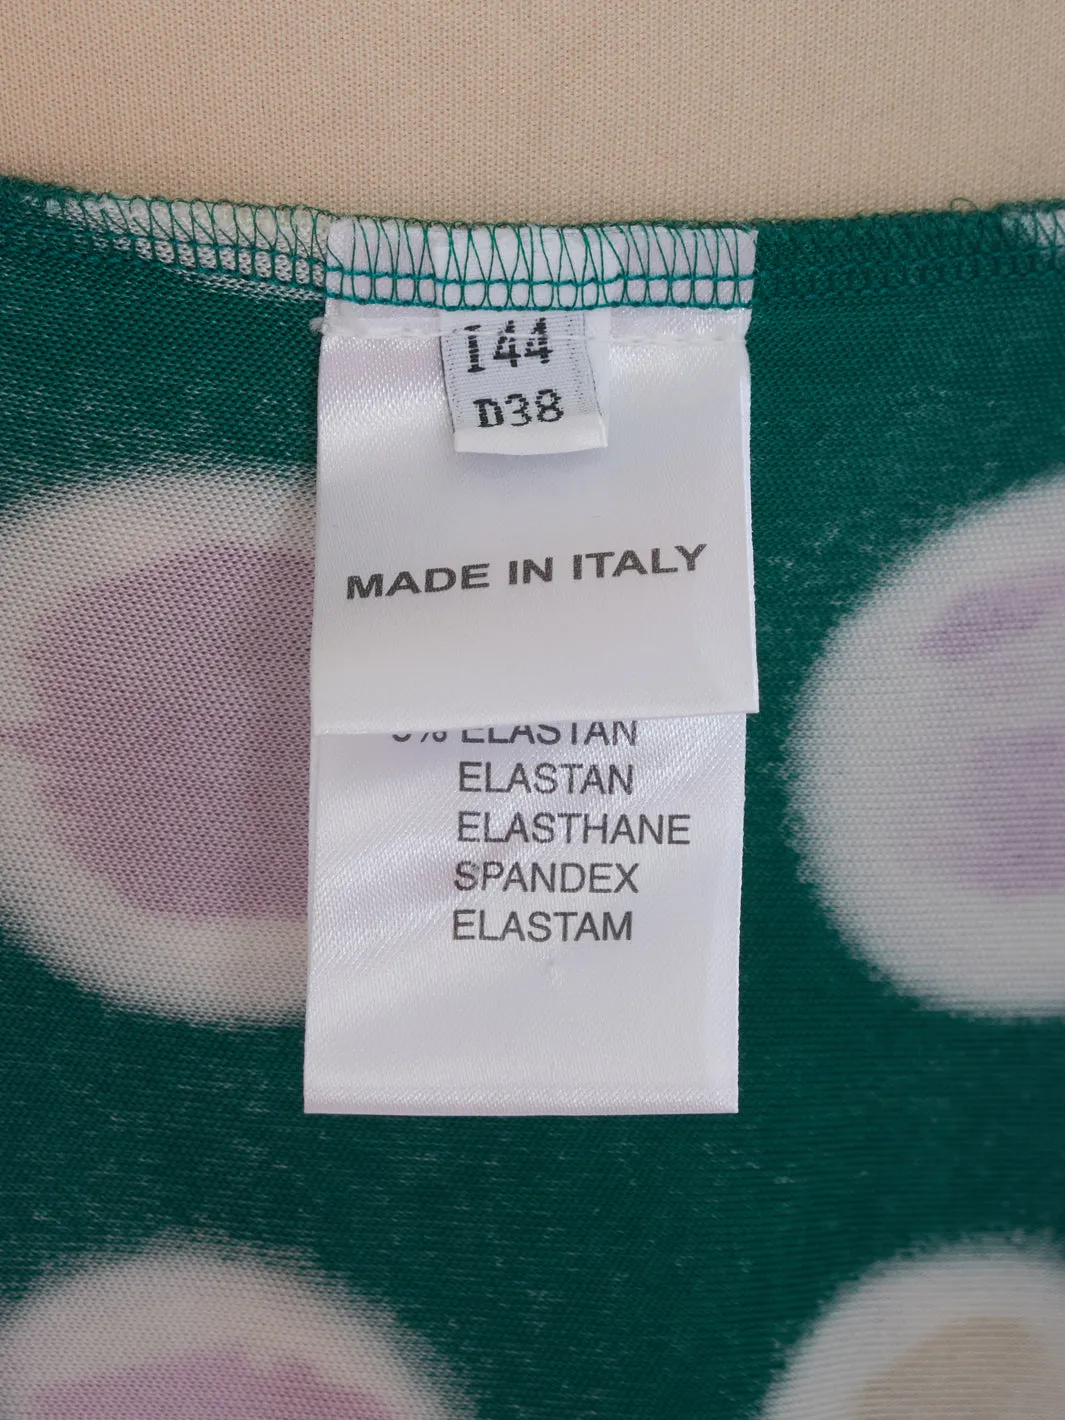 I44
D38
MADE IN ITALY
% ELASTAN
ELASTAN
ELASTHANE
SPANDEX
ELASTAM